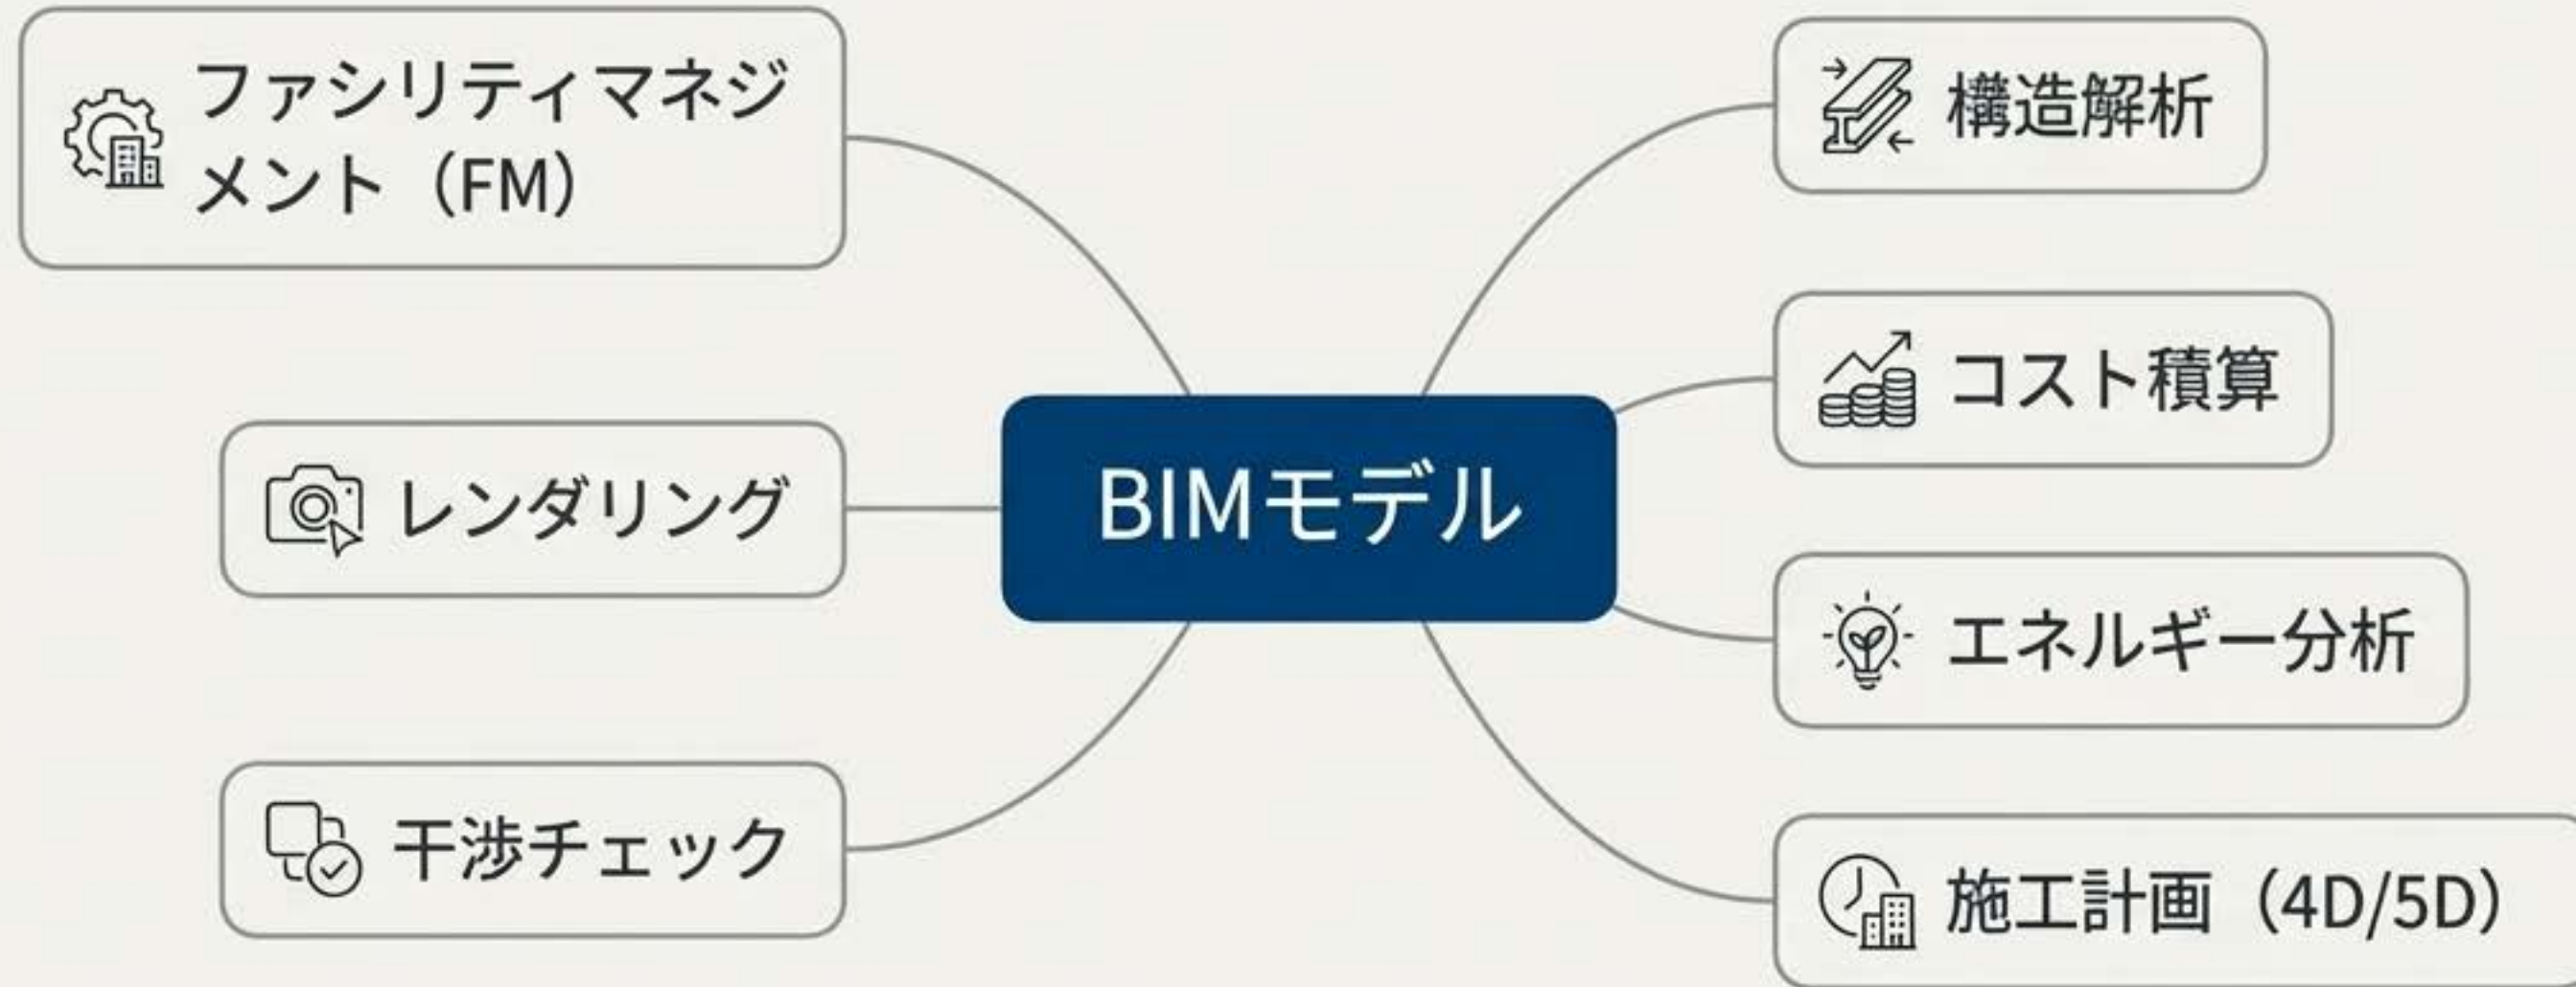 ファシリティマネジ
メント（FM）
レンダリング
干渉チェック
BIMモデル
構造解析
コスト積算
エネルギー分析
施工計画（4D/5D）